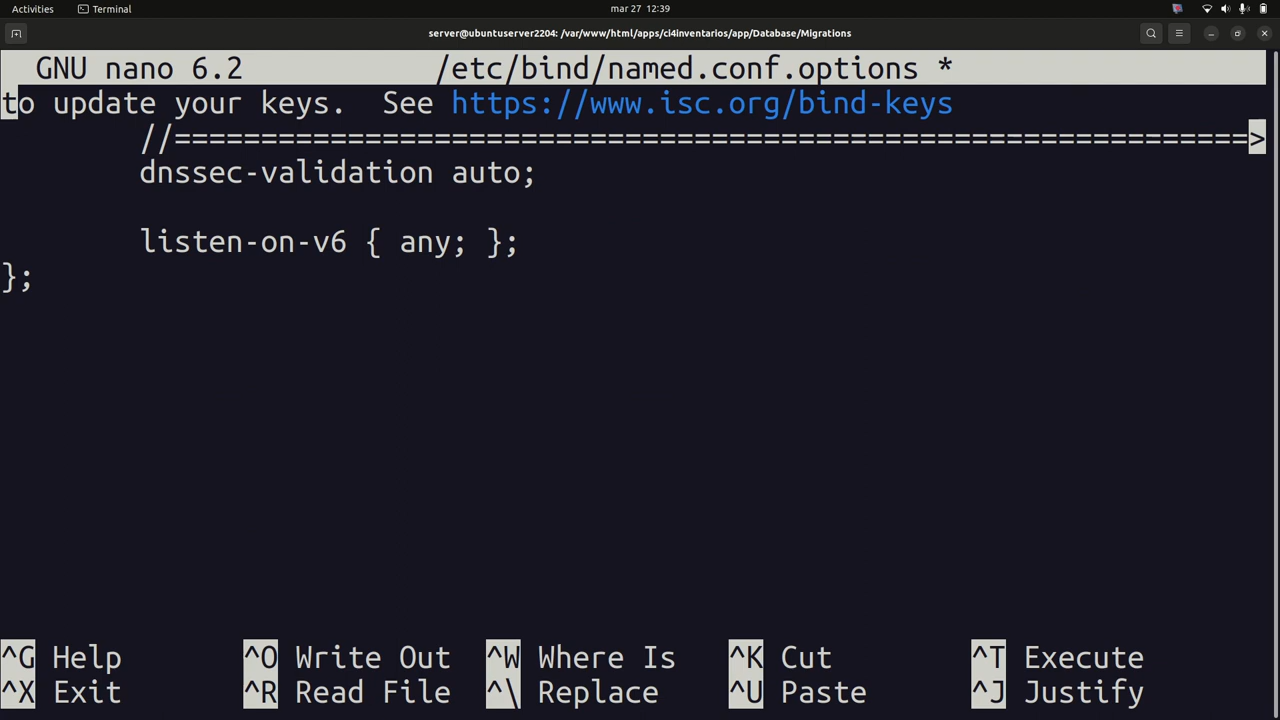 Activities Terminal mar 27 12:39
server@ubuntuserver2204: /var/www/html/apps/ci4inventarios/app/Database/Migrations
GNU nano 6.2 /etc/bind/named.conf.options *
to update your keys.  See https://www.isc.org/bind-keys
//==============================================================>
dnssec-validation auto;
listen-on-v6 { any; };
};
^G Help ^O Write Out ^W Where Is ^K Cut ^T Execute
^X Exit ^R Read File ^\ Replace ^U Paste ^J Justify